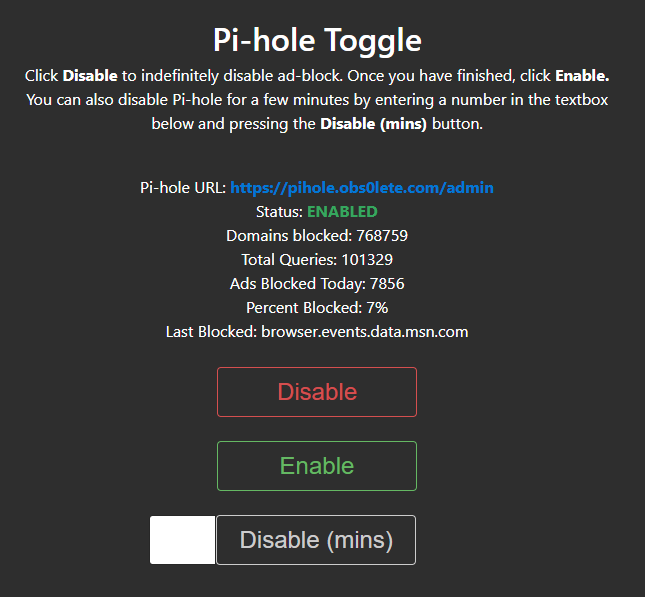 Pi-hole Toggle
Click Disable to indefinitely disable ad-block. Once you have finished, click Enable.
You can also disable Pi-hole for a few minutes by entering a number in the textbox
below and pressing the Disable (mins) button.
Pi-hole URL: https://pihole.obs0lete.com/admin
Status: ENABLED
Domains blocked: 768759
Total Queries: 101329
Ads Blocked Today: 7856
Percent Blocked: 7%
Last Blocked: browser.events.data.msn.com
Disable
Enable
Disable (mins)